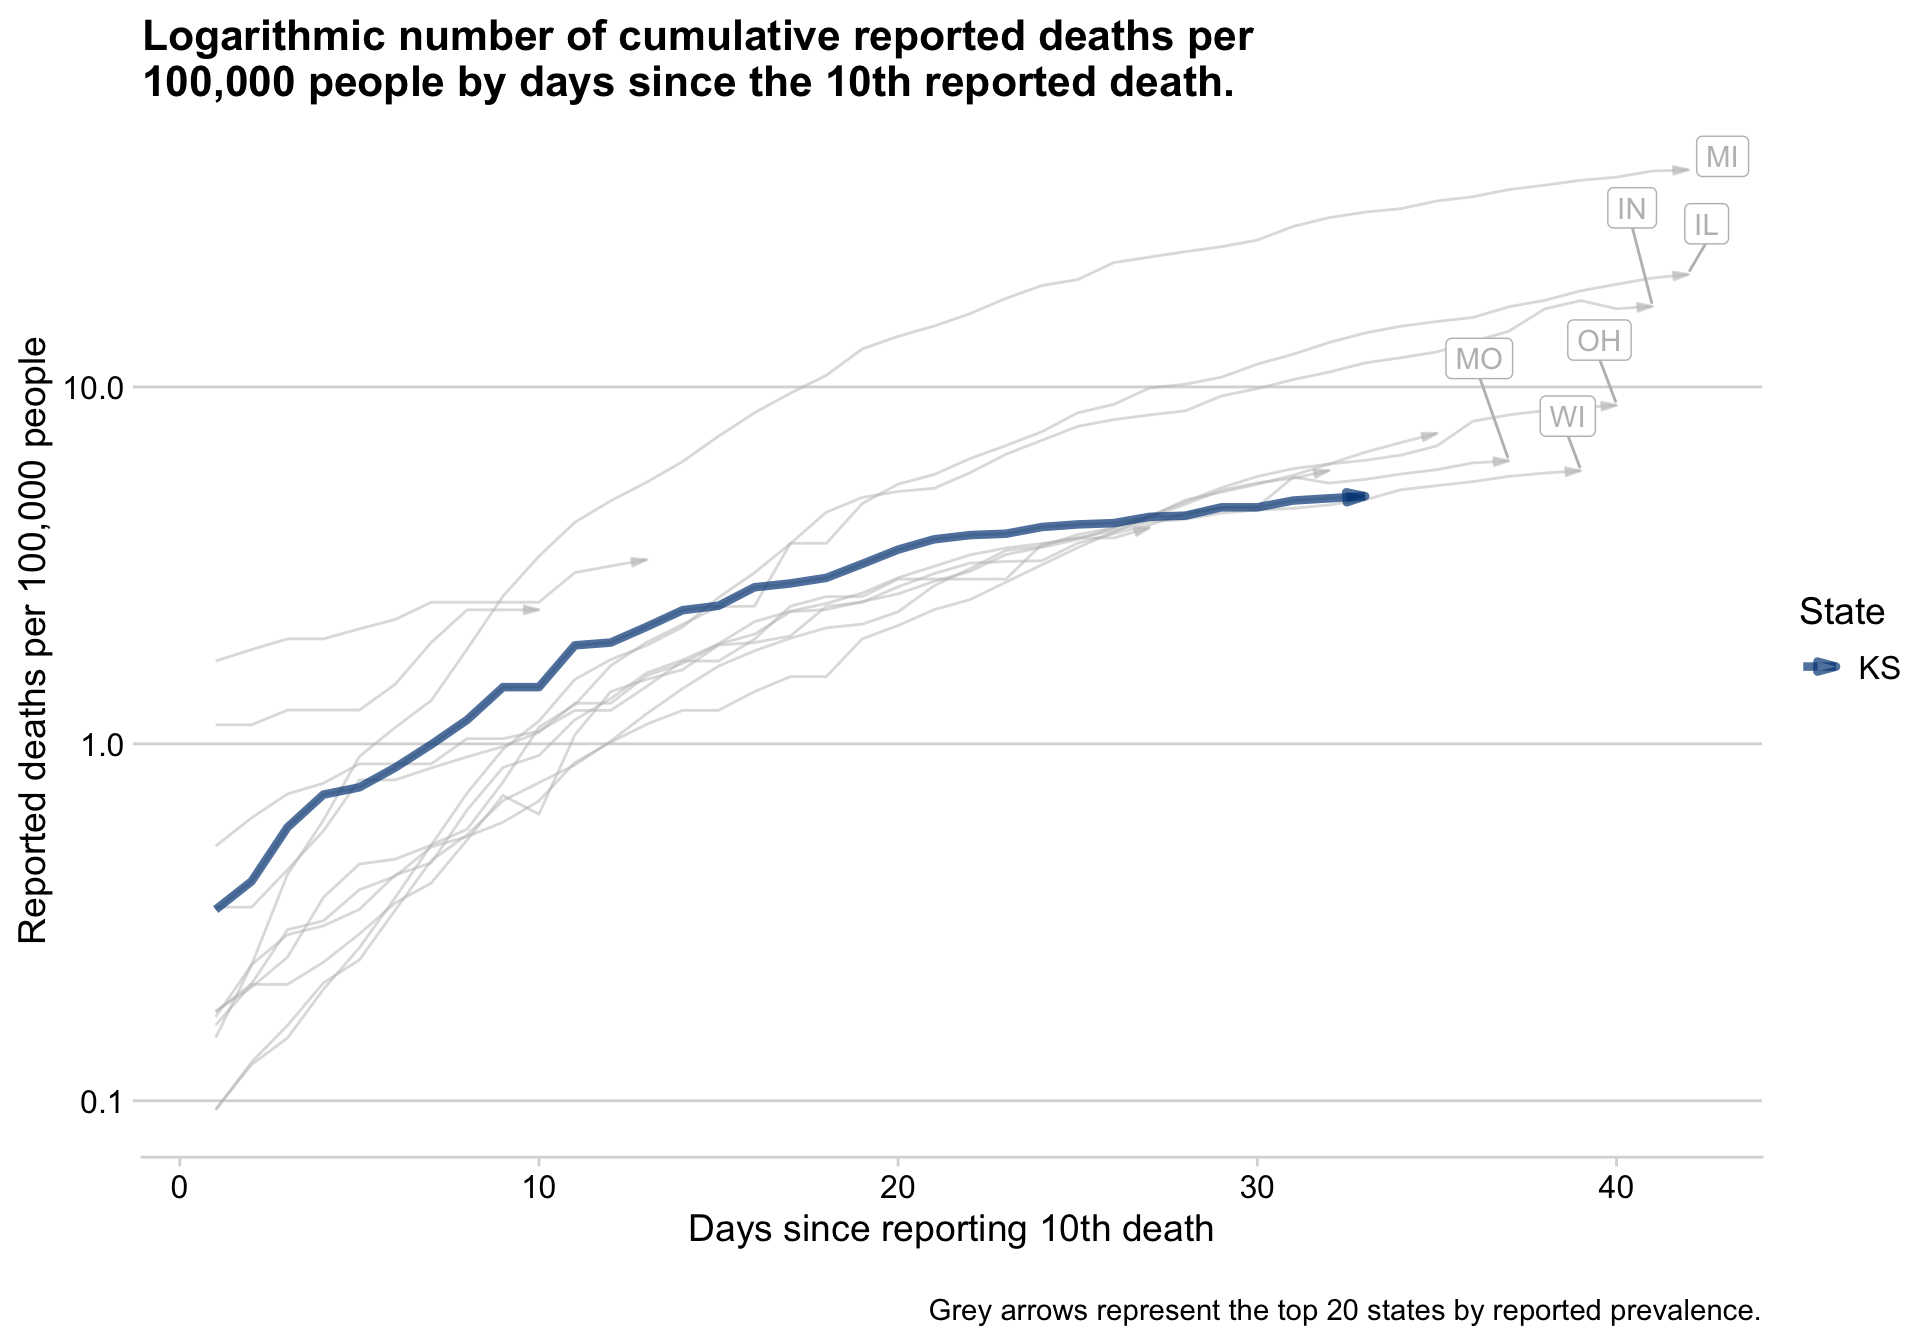 Logarithmic number of cumulative reported deaths per
100,000 people by days since the 10th reported death.
MI
IN
IL
OH
MO
WI
10.0
1.0
0.1
Reported deaths per 100,000 people
State
KS
0
10
20
30
40
Days since reporting 10th death
Grey arrows represent the top 20 states by reported prevalence.